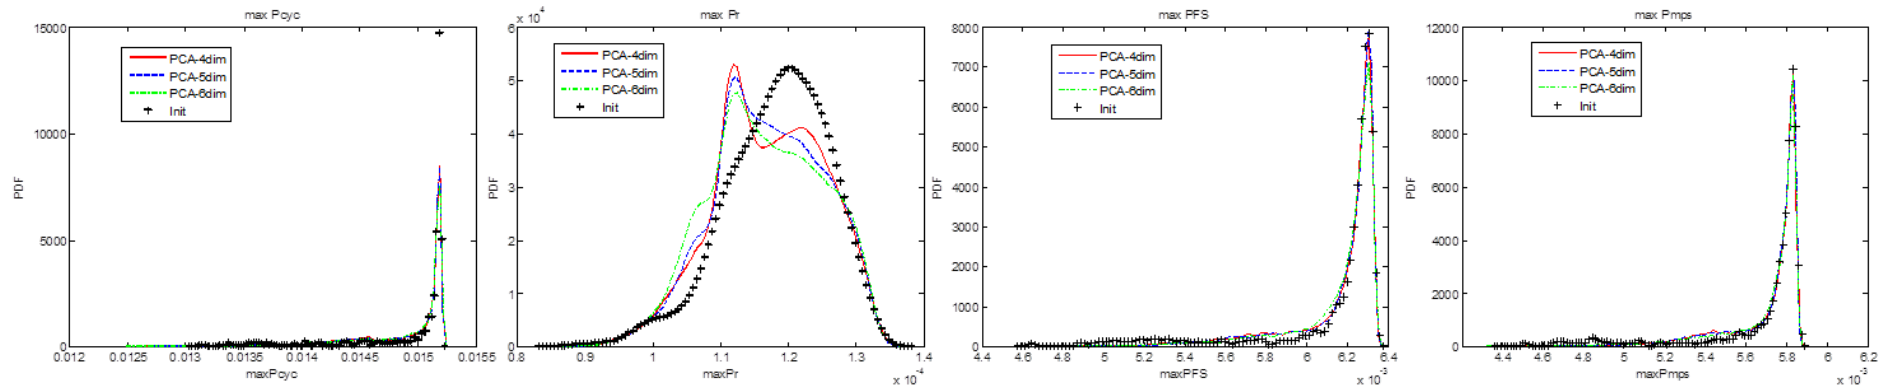 max Pcyc
15000
10000
5000
0
PDF
PCA-4dim
PCA-5dim
PCA-6dim
Init
0.012 0.0125 0.013 0.0135 0.014 0.0145 0.015 0.0155
maxPcyc
max Pr
x 10^4
6
5
4
3
2
1
0
PDF
PCA-4dim
PCA-5dim
PCA-6dim
Init
0.8 0.9 1 1.1 1.2 1.3 1.4
maxPr
x 10^-4
max PFS
8000
7000
6000
5000
4000
3000
2000
1000
0
PDF
PCA-4dim
PCA-5dim
PCA-6dim
Init
4.4 4.6 4.8 5 5.2 5.4 5.6 5.8 6 6.2 6.4
maxPFS
x 10^-3
max Pmps
12000
10000
8000
6000
4000
2000
0
PDF
PCA-4dim
PCA-5dim
PCA-6dim
Init
4.4 4.6 4.8 5 5.2 5.4 5.6 5.8 6 6.2
maxPmps
x 10^-3